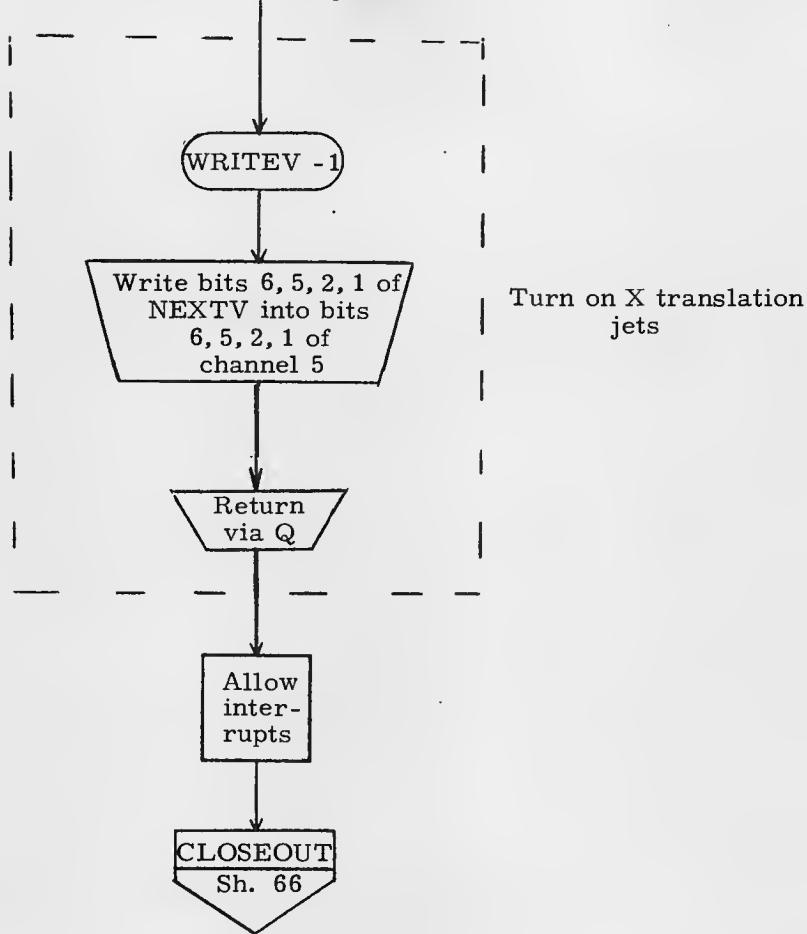 WRITEV -1
Write bits 6, 5, 2, 1 of
NEXTV into bits
6, 5, 2, 1 of
channel 5
Turn on X translation
jets
Return
via Q
Allow
inter-
rupts
CLOSEOUT
Sh. 66